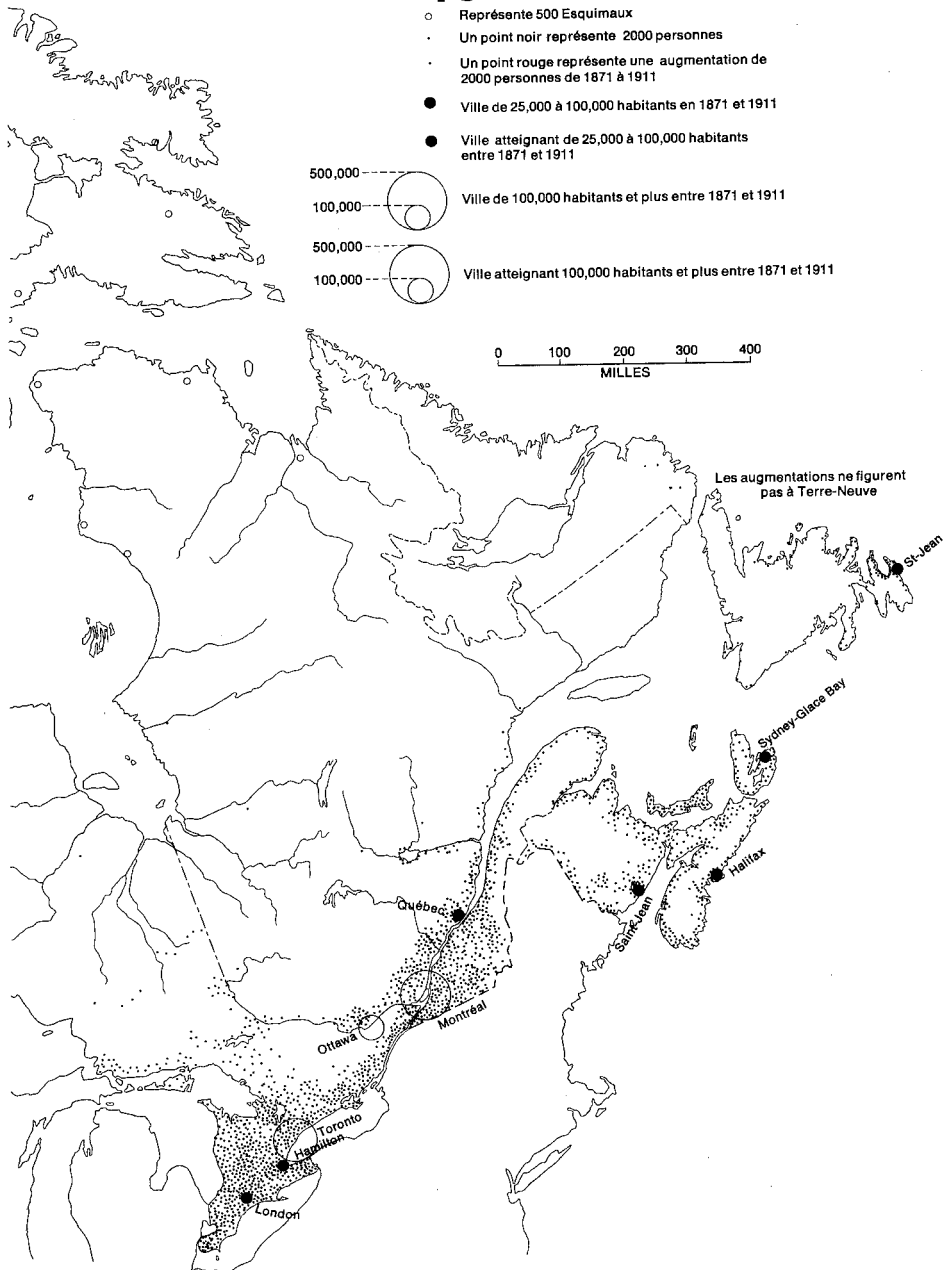 Représente 500 Esquimaux
Un point noir représente 2000 personnes
Un point rouge représente une augmentation de
2000 personnes de 1871 à 1911
Ville de 25,000 à 100,000 habitants en 1871 et 1911
Ville atteignant de 25,000 à 100,000 habitants
entre 1871 et 1911
500,000
100,000
Ville de 100,000 habitants et plus entre 1871 et 1911
500,000
100,000
Ville atteignant 100,000 habitants et plus entre 1871 et 1911
0 100 200 300 400
MILLES
Les augmentations ne figurent
pas à Terre-Neuve
St-Jean
Sydney-Glace Bay
Halifax
Saint-Jean
Québec
Montréal
Ottawa
Toronto
Hamilton
London